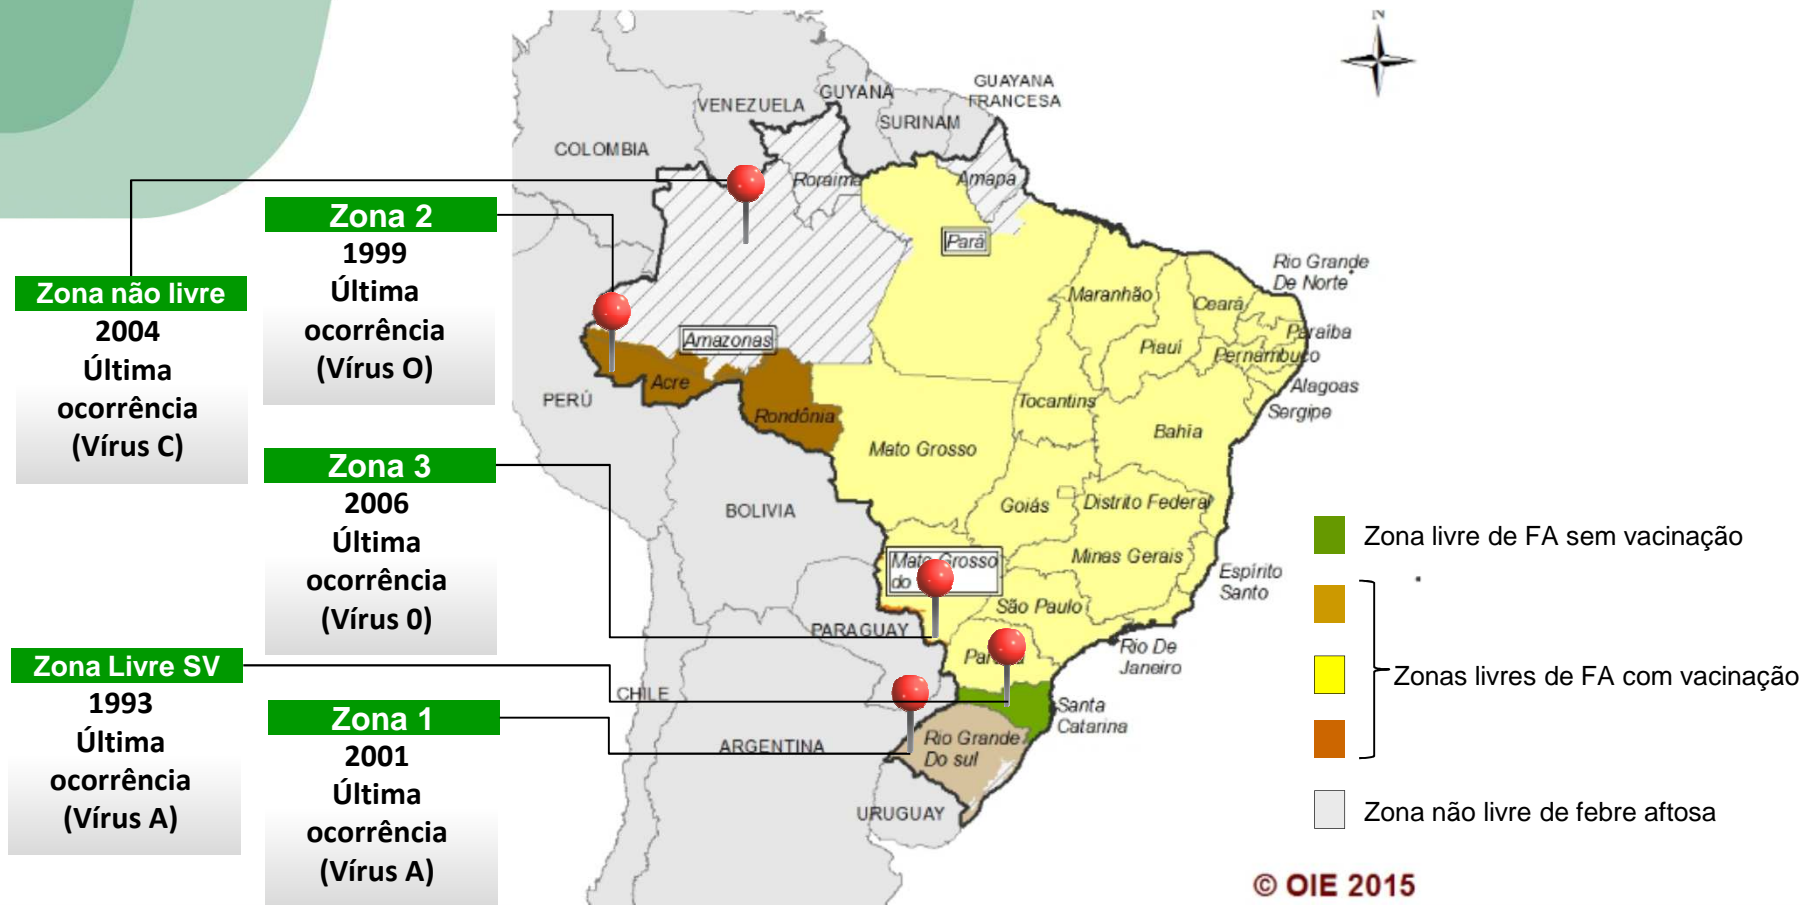 Zona não livre
2004
Última
ocorrência
(Vírus C)
Zona 2
1999
Última
ocorrência
(Vírus O)
Zona 3
2006
Última
ocorrência
(Vírus 0)
Zona Livre SV
1993
Última
ocorrência
(Vírus A)
Zona 1
2001
Última
ocorrência
(Vírus A)
N
COLOMBIA
VENEZUELA
GUYANA
SURINAM
GUAYANA
FRANCESA
PERÚ
BOLIVIA
PARAGUAY
CHILE
ARGENTINA
URUGUAY
Roraima
Amapa
Pará
Amazonas
Acre
Rondônia
Maranhão
Ceará
Rio Grande
De Norte
Paraíba
Piauí
Pernambuco
Alagoas
Sergipe
Tocantins
Bahia
Mato Grosso
Goiás
Distrito Federal
Minas Gerais
Espírito
Santo
Mato Grosso
do
São Paulo
Rio De
Janeiro
Santa
Catarina
Rio Grande
Do sul
Zona livre de FA sem vacinação
Zonas livres de FA com vacinação
Zona não livre de febre aftosa
© OIE 2015